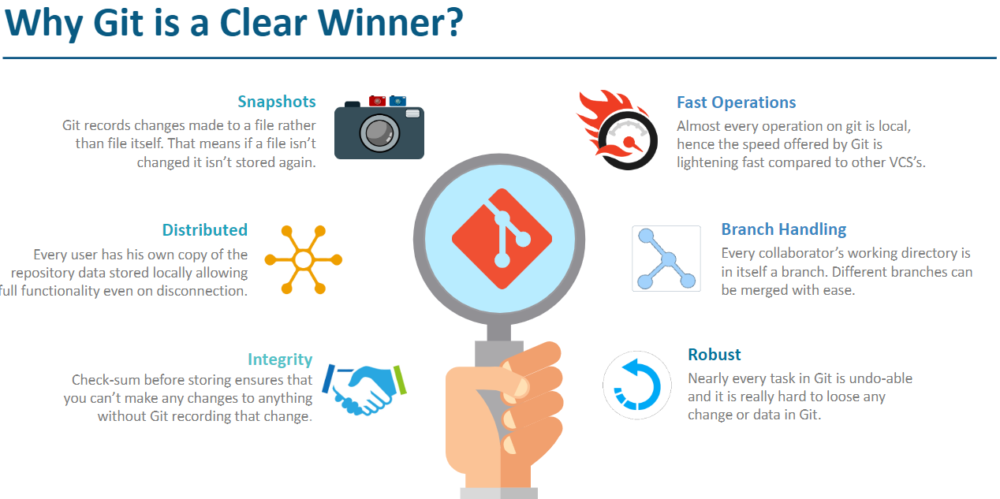 Why Git is a Clear Winner?
Snapshots
Git records changes made to a file rather
than file itself. That means if a file isn't
changed it isn't stored again.
Distributed
Every user has his own copy of the
repository data stored locally allowing
full functionality even on disconnection.
Integrity
Check-sum before storing ensures that
you can't make any changes to anything
without Git recording that change.
Fast Operations
Almost every operation on git is local,
hence the speed offered by Git is
lightening fast compared to other VCS's.
Branch Handling
Every collaborator's working directory is
in itself a branch. Different branches can
be merged with ease.
Robust
Nearly every task in Git is undo-able
and it is really hard to loose any
change or data in Git.